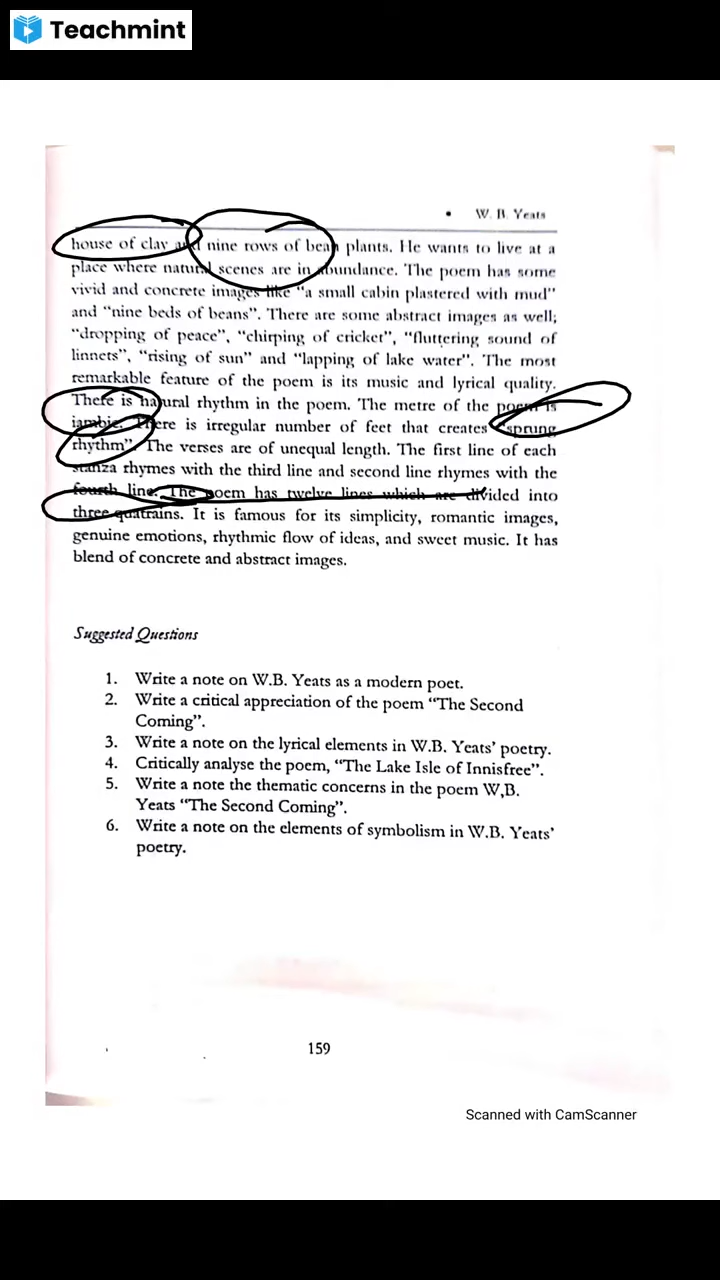 Teachmint
• W. B. Yeats
house of clay and nine rows of bean plants. He wants to live at a
place where natural scenes are in abundance. The poem has some
vivid and concrete images like "a small cabin plastered with mud"
and "nine beds of beans". There are some abstract images as well;
"dropping of peace", "chirping of cricket", "fluttering sound of
linnets", "rising of sun" and "lapping of lake water". The most
remarkable feature of the poem is its music and lyrical quality.
There is natural rhythm in the poem. The metre of the poem is
iambic. There is irregular number of feet that creates "sprung
rhythm". The verses are of unequal length. The first line of each
stanza rhymes with the third line and second line rhymes with the
fourth line. The poem has twelve lines which are divided into
three quatrains. It is famous for its simplicity, romantic images,
genuine emotions, rhythmic flow of ideas, and sweet music. It has
blend of concrete and abstract images.
Suggested Questions
1. Write a note on W.B. Yeats as a modern poet.
2. Write a critical appreciation of the poem "The Second
Coming".
3. Write a note on the lyrical elements in W.B. Yeats' poetry.
4. Critically analyse the poem, "The Lake Isle of Innisfree".
5. Write a note the thematic concerns in the poem W,B.
Yeats "The Second Coming".
6. Write a note on the elements of symbolism in W.B. Yeats'
poetry.
159
Scanned with CamScanner